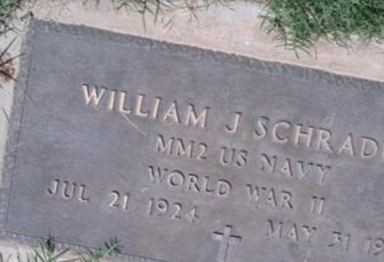 WILLIAM J SCHRAD
MM2 US NAVY
WORLD WAR II
JUL 21 1924 MAY 31 19